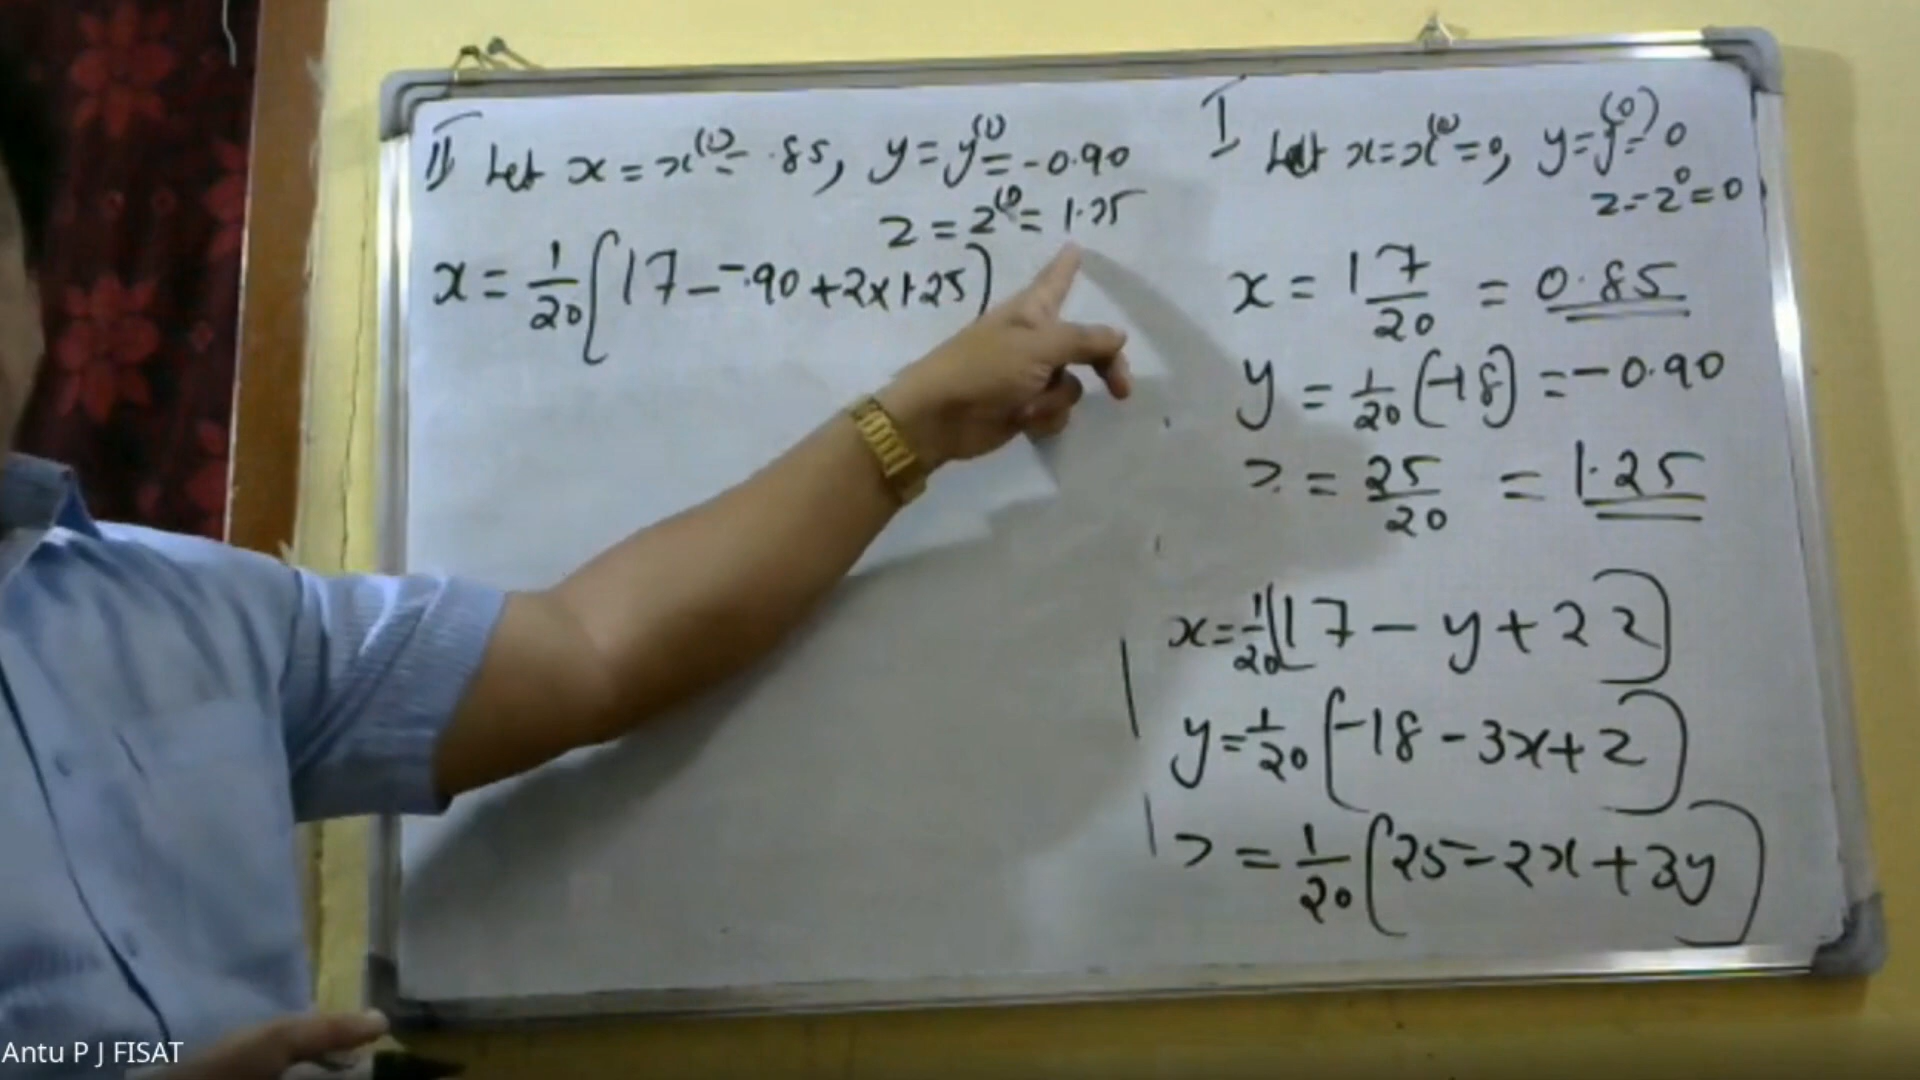 II Let x = x^(1) = .85, y = y^(1) = -0.90
z = z^(1) = 1.25
x = 1/20 [17 - -.90 + 2x1.25)
I Let x = x^(0) = 0, y = y^(0) = 0
z = z^0 = 0
x = 17/20 = 0.85
y = 1/20 (-18) = -0.90
z = 25/20 = 1.25
x = 1/20 [17 - y + 2z]
y = 1/20 [-18 - 3x + z]
z = 1/20 (25 - 2x + 3y)
Antu P J FISAT